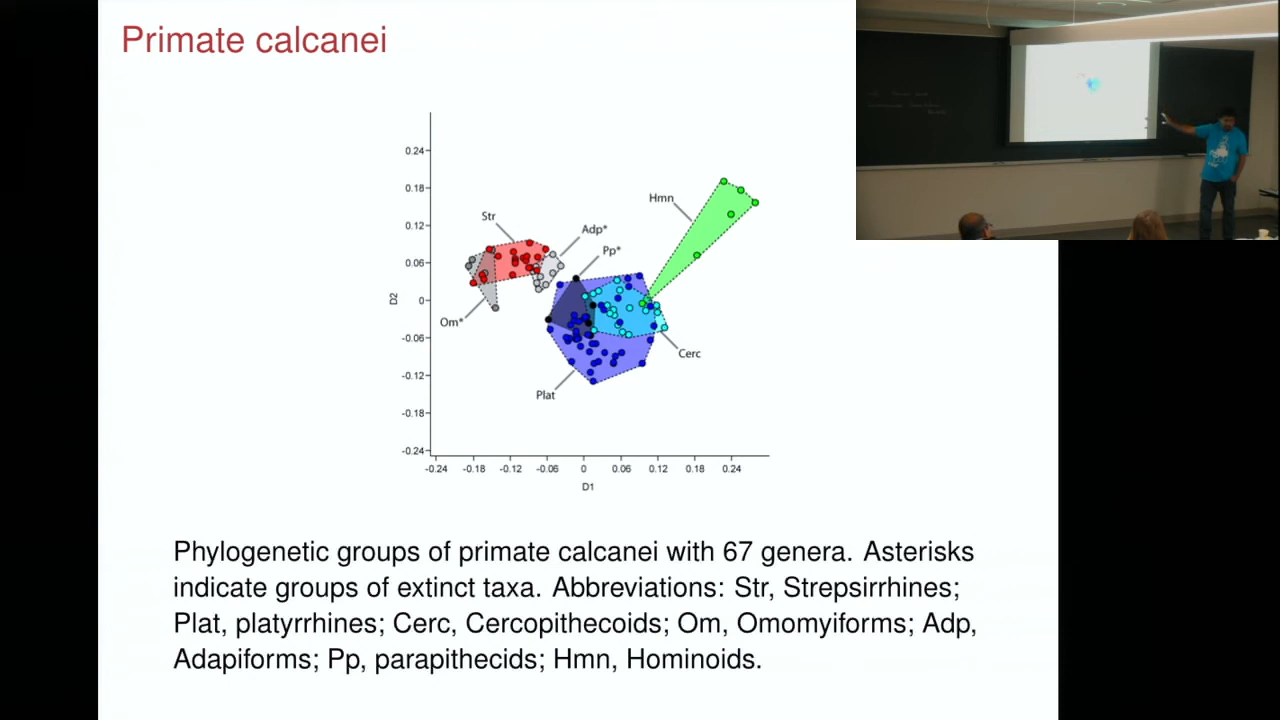 Primate calcanei
0.24
0.18
0.12
0.06
0
-0.06
-0.12
-0.18
-0.24
D2
-0.24 -0.18 -0.12 -0.06 0 0.06 0.12 0.18 0.24
D1
Hmn
Str
Adp*
Pp*
Om*
Cerc
Plat
Phylogenetic groups of primate calcanei with 67 genera. Asterisks
indicate groups of extinct taxa. Abbreviations: Str, Strepsirrhines;
Plat, platyrrhines; Cerc, Cercopithecoids; Om, Omomyiforms; Adp,
Adapiforms; Pp, parapithecids; Hmn, Hominoids.